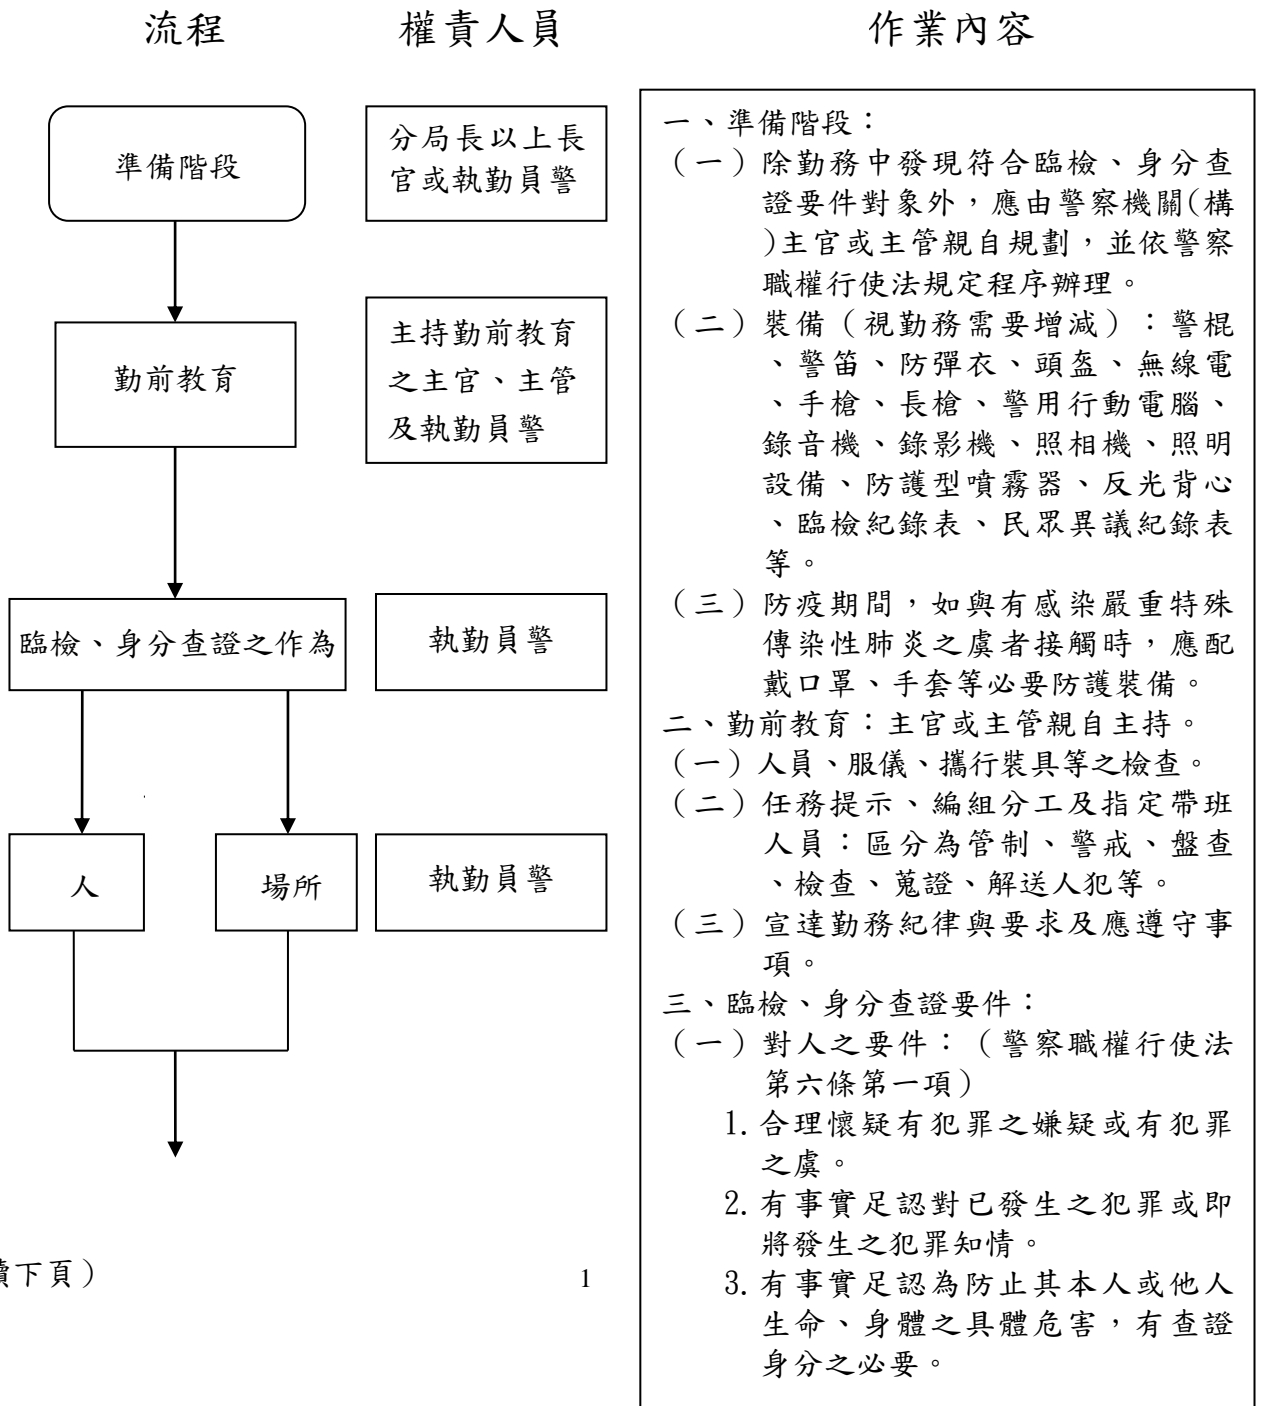 流程
權責人員
作業內容
準備階段
分局長以上長
官或執勤員警
勤前教育
主持勤前教育
之主官、主管
及執勤員警
臨檢、身分查證之作為
執勤員警
人
場所
執勤員警
一、準備階段：
（一）除勤務中發現符合臨檢、身分查
證要件對象外，應由警察機關(構
)主官或主管親自規劃，並依警察
職權行使法規定程序辦理。
（二）裝備（視勤務需要增減）：警棍
、警笛、防彈衣、頭盔、無線電
、手槍、長槍、警用行動電腦、
錄音機、錄影機、照相機、照明
設備、防護型噴霧器、反光背心
、臨檢紀錄表、民眾異議紀錄表
等。
（三）防疫期間，如與有感染嚴重特殊
傳染性肺炎之虞者接觸時，應配
戴口罩、手套等必要防護裝備。
二、勤前教育：主官或主管親自主持。
（一）人員、服儀、攜行裝具等之檢查。
（二）任務提示、編組分工及指定帶班
人員：區分為管制、警戒、盤查
、檢查、蒐證、解送人犯等。
（三）宣達勤務紀律與要求及應遵守事
項。
三、臨檢、身分查證要件：
（一）對人之要件：（警察職權行使法
第六條第一項）
1.合理懷疑有犯罪之嫌疑或有犯罪
之虞。
2.有事實足認對已發生之犯罪或即
將發生之犯罪知情。
3.有事實足認為防止其本人或他人
生命、身體之具體危害，有查證
身分之必要。
下頁）
1